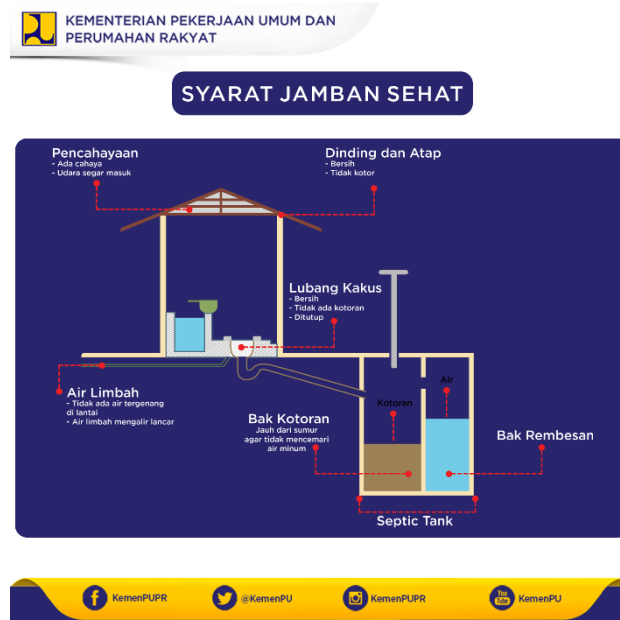 KEMENTERIAN PEKERJAAN UMUM DAN
PERUMAHAN RAKYAT
SYARAT JAMBAN SEHAT
Pencahayaan
- Ada cahaya
- Udara segar masuk
Dinding dan Atap
- Bersih
- Tidak kotor
Lubang Kakus
- Bersih
- Tidak ada kotoran
- Ditutup
Air Limbah
- Tidak ada air tergenang
di lantai
- Air limbah mengalir lancar
Bak Kotoran
Jauh dari sumur
agar tidak mencemari
air minum
Kotoran
Air
Bak Rembesan
Septic Tank
KemenPUPR
@KemenPU
KemenPUPR
You
Tube
KemenPU